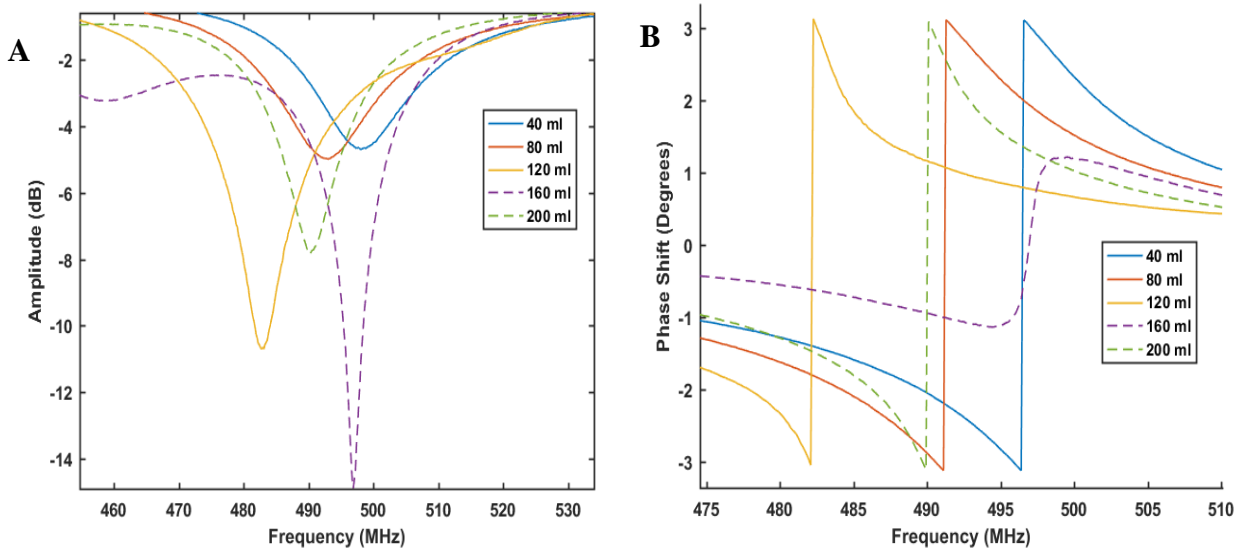 A
Amplitude (dB)
-2
-4
-6
-8
-10
-12
-14
460 470 480 490 500 510 520 530
Frequency (MHz)
40 ml
80 ml
120 ml
160 ml
200 ml
B
Phase Shift (Degrees)
3
2
1
0
-1
-2
-3
475 480 485 490 495 500 505 510
Frequency (MHz)
40 ml
80 ml
120 ml
160 ml
200 ml